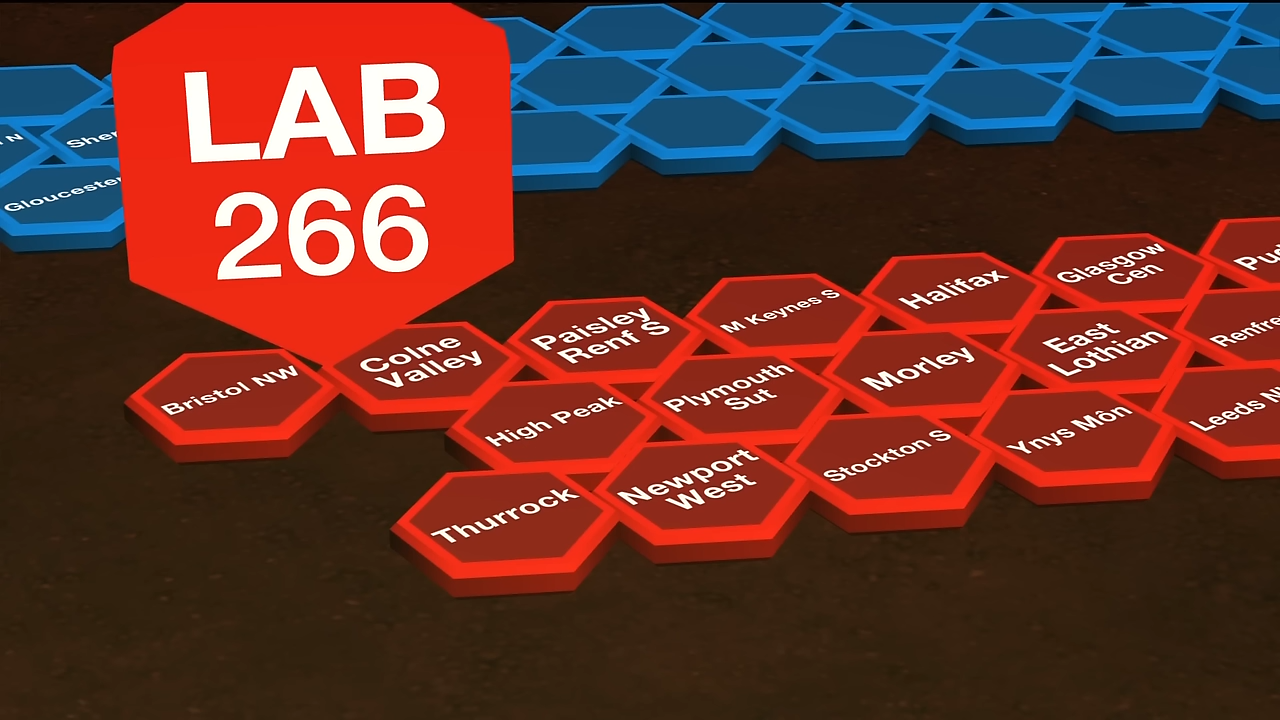 LAB
266
Gloucester
Bristol NW
Colne
Valley
Paisley
Renf S
M Keynes S
Halifax
Glasgow
Cen
High Peak
Plymouth
Sut
Morley
East
Lothian
Thurrock
Newport
West
Stockton S
Ynys Môn